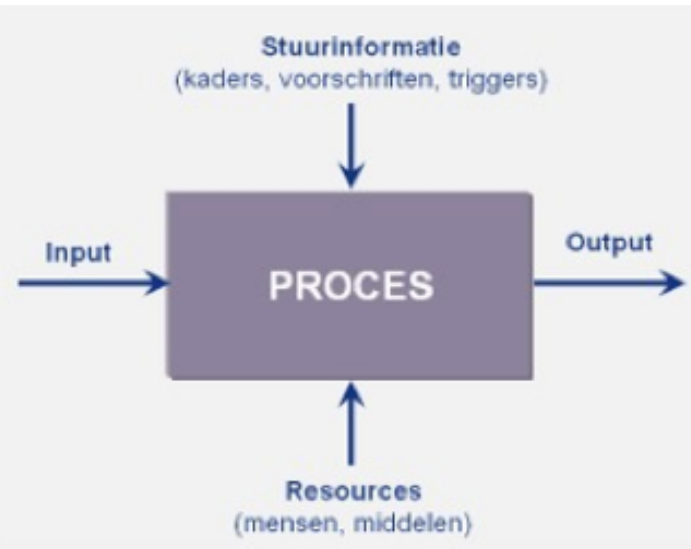 Stuurinformatie
(kaders, voorschriften, triggers)
Input
PROCES
Output
Resources
(mensen, middelen)